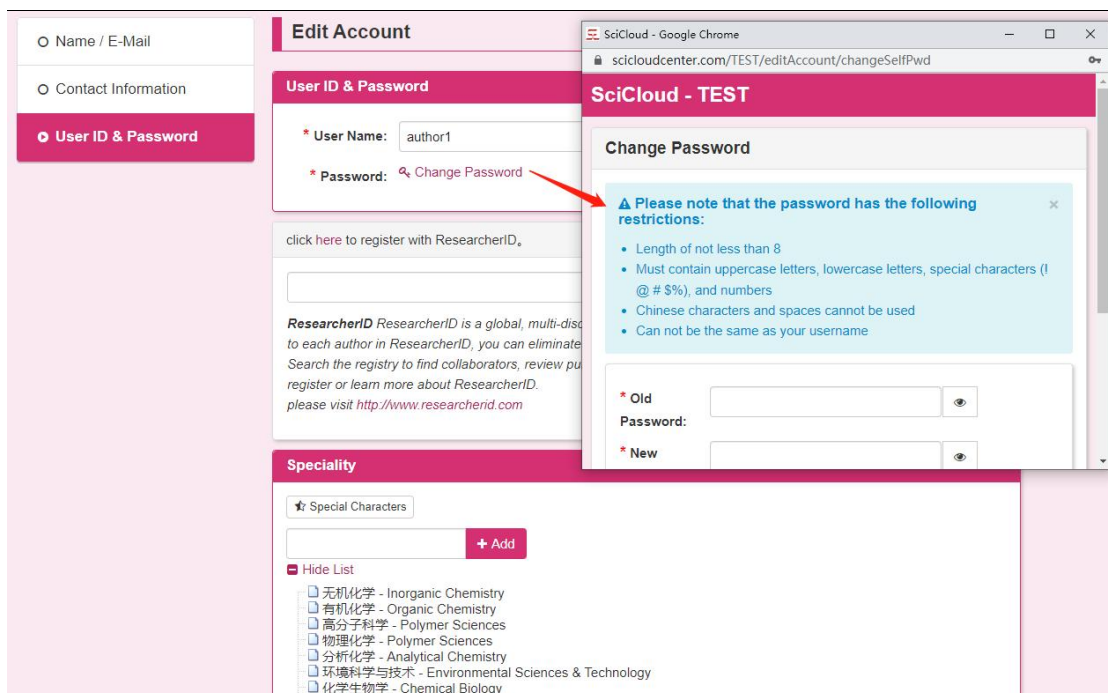 Name / E-Mail
Contact Information
User ID & Password
Edit Account
User ID & Password
* User Name:
author1
* Password:
Change Password
click here to register with ResearcherID。
ResearcherID ResearcherID is a global, multi-disc
to each author in ResearcherID, you can eliminate
Search the registry to find collaborators, review pu
register or learn more about ResearcherID.
please visit http://www.researcherid.com
Speciality
Special Characters
+ Add
Hide List
无机化学 - Inorganic Chemistry
有机化学 - Organic Chemistry
高分子科学 - Polymer Sciences
物理化学 - Polymer Sciences
分析化学 - Analytical Chemistry
环境科学与技术 - Environmental Sciences & Technology
化学生物学 - Chemical Biology
SciCloud - Google Chrome
scicloudcenter.com/TEST/editAccount/changeSelfPwd
SciCloud - TEST
Change Password
Please note that the password has the following
restrictions:
• Length of not less than 8
• Must contain uppercase letters, lowercase letters, special characters (!
@ # $%), and numbers
• Chinese characters and spaces cannot be used
• Can not be the same as your username
* Old
Password:
* New